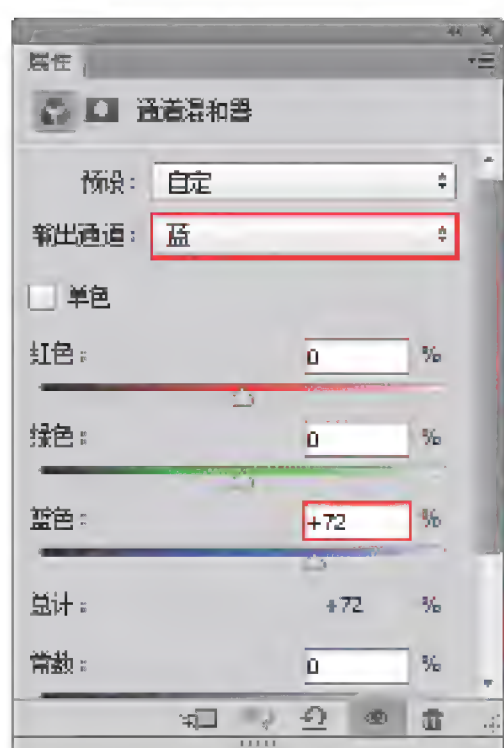 属性
通道混和器
预设： 自定
输出通道： 蓝
单色
红色： 0 %
绿色： 0 %
蓝色： +72 %
总计： +72 %
常数： 0 %